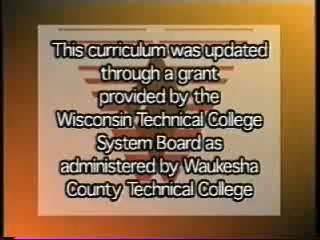 This curriculum was updated
through a grant
provided by the
Wisconsin Technical College
System Board as
administered by Waukesha
County Technical College